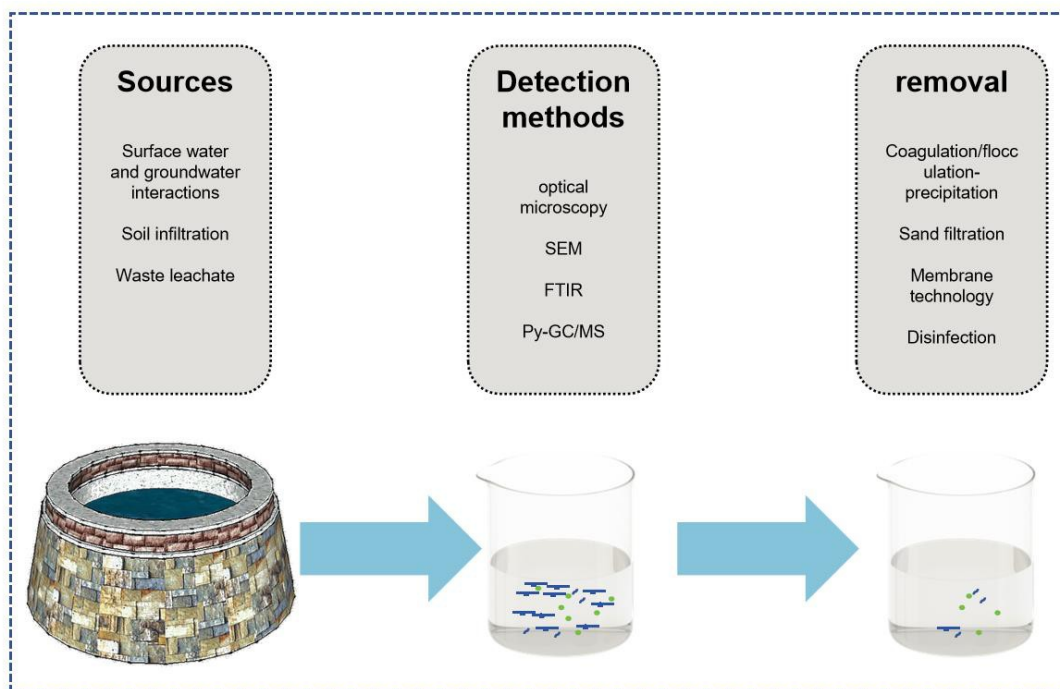 Sources
Surface water
and groundwater
interactions
Soil infiltration
Waste leachate
Detection
methods
optical
microscopy
SEM
FTIR
Py-GC/MS
removal
Coagulation/flocc
ulation-
precipitation
Sand filtration
Membrane
technology
Disinfection